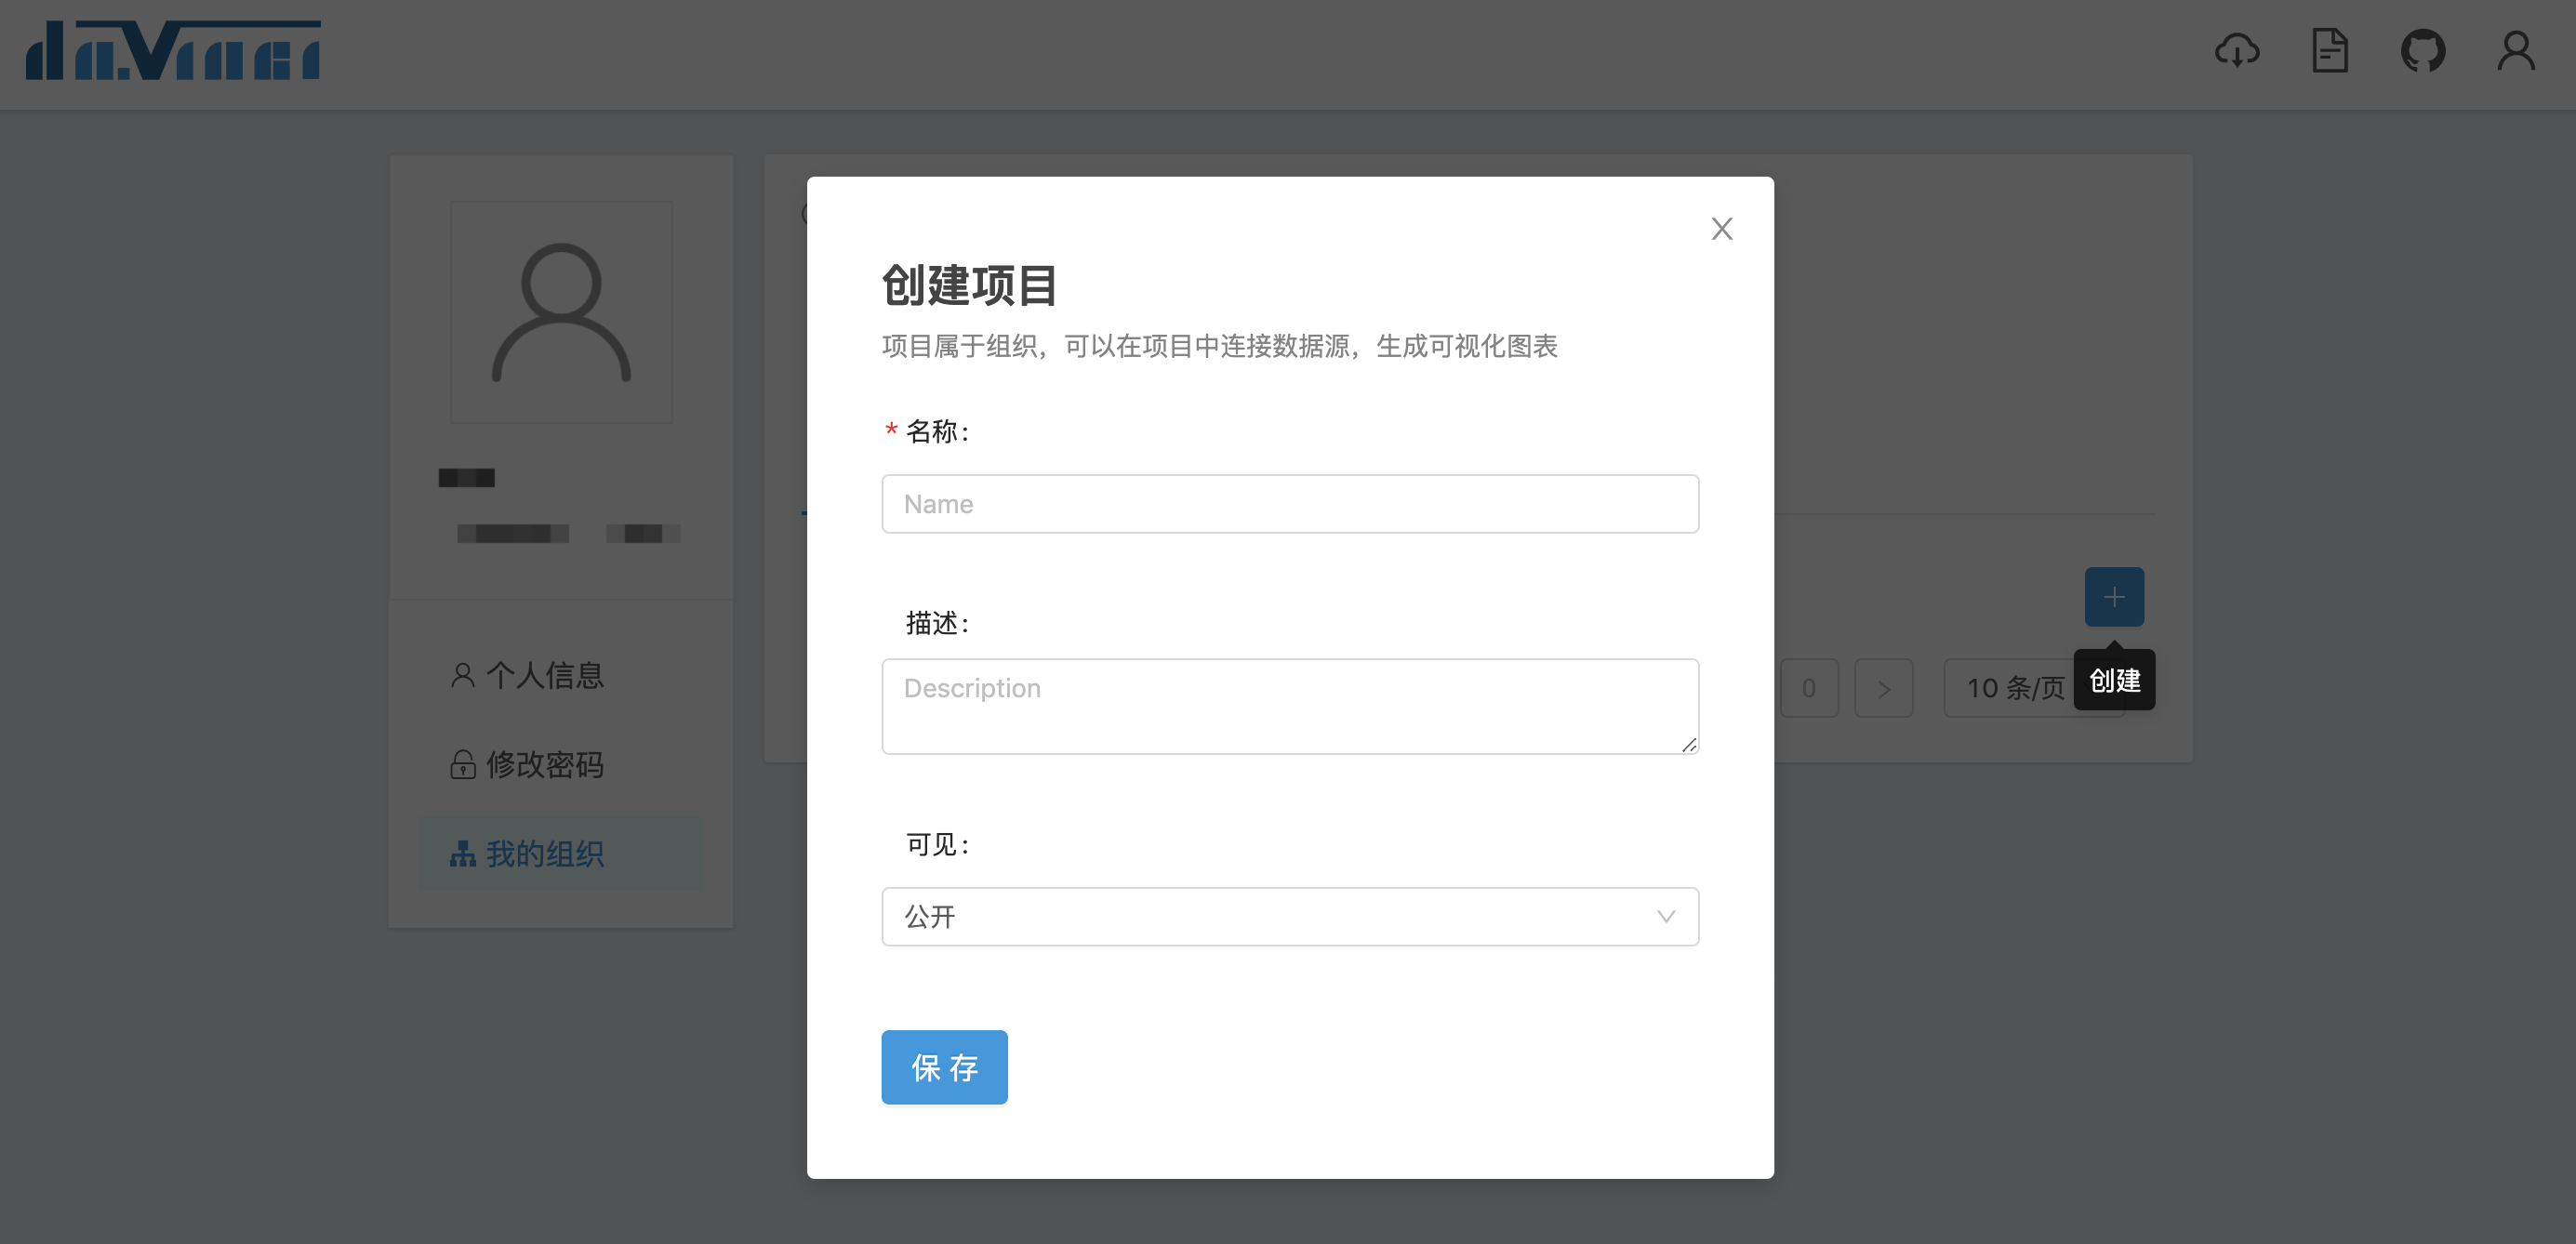 da.Vinci
创建项目
项目属于组织，可以在项目中连接数据源，生成可视化图表
* 名称：
Name
描述：
Description
可见：
公开
保 存
个人信息
修改密码
我的组织
创建
0
10 条/页